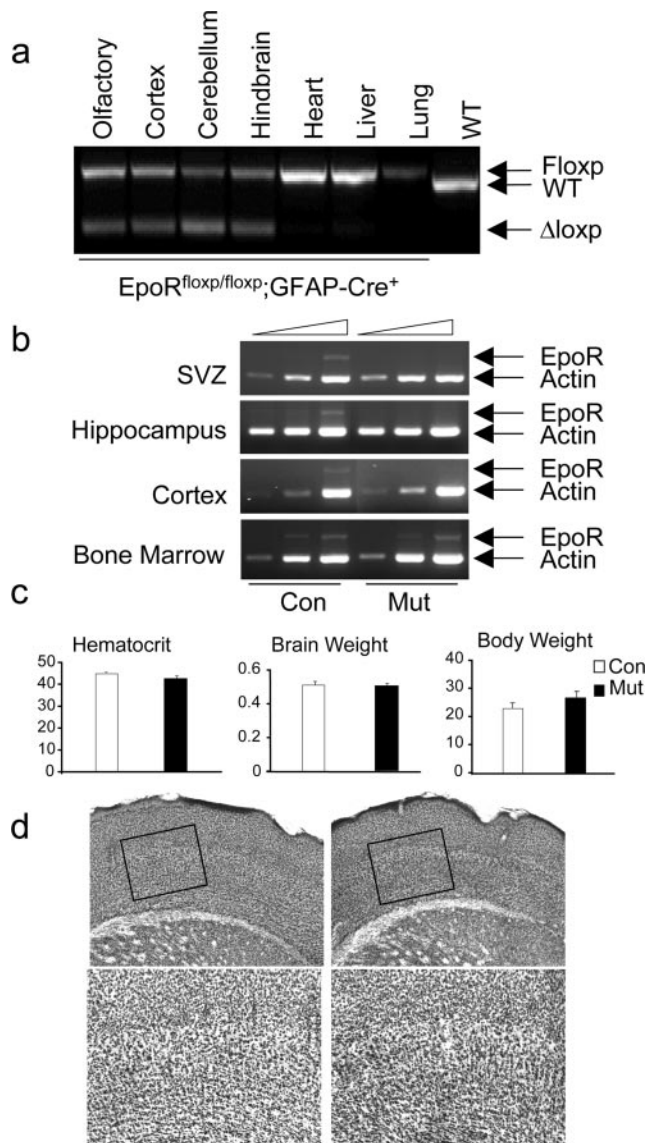 a
Olfactory
Cortex
Cerebellum
Hindbrain
Heart
Liver
Lung
WT
Floxp
WT
Δloxp
EpoRfloxp/floxp;GFAP-Cre+
b
SVZ
EpoR
Actin
Hippocampus
EpoR
Actin
Cortex
EpoR
Actin
Bone Marrow
EpoR
Actin
Con Mut
c
Hematocrit
50
40
30
20
10
0
Brain Weight
0.6
0.4
0.2
0
Body Weight
40
30
20
10
0
Con
Mut
d